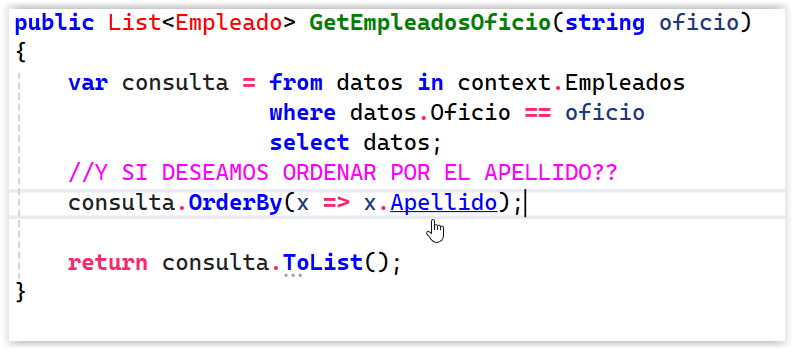 public List<Empleado> GetEmpleadosOficio(string oficio)
{
    var consulta = from datos in context.Empleados
                   where datos.Oficio == oficio
                   select datos;
    //Y SI DESEAMOS ORDENAR POR EL APELLIDO??
    consulta.OrderBy(x => x.Apellido);
    return consulta.ToList();
}